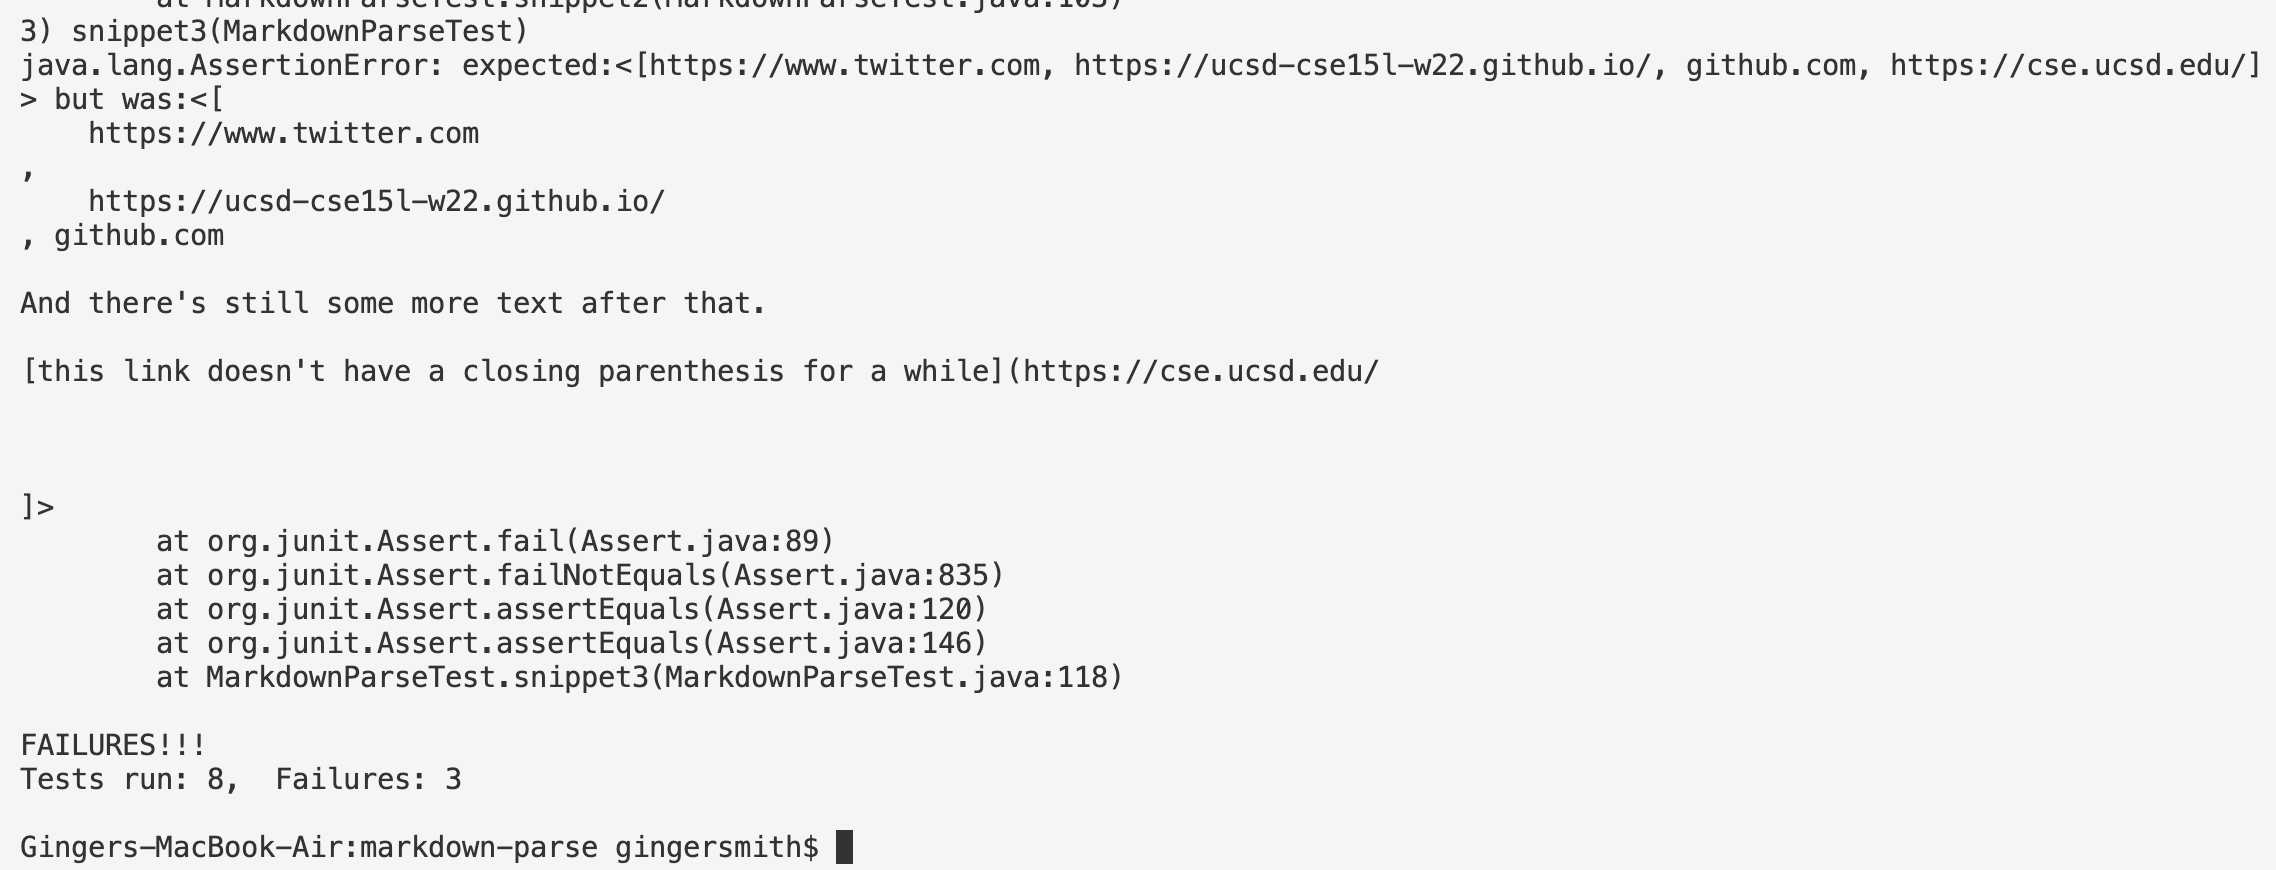 at MarkdownParseTest.snippet2(MarkdownParseTest.java:103)
3) snippet3(MarkdownParseTest)
java.lang.AssertionError: expected:<[https://www.twitter.com, https://ucsd-cse15l-w22.github.io/, github.com, https://cse.ucsd.edu/]
> but was:<[
    https://www.twitter.com
,
    https://ucsd-cse15l-w22.github.io/
, github.com

And there's still some more text after that.

[this link doesn't have a closing parenthesis for a while](https://cse.ucsd.edu/



]>
        at org.junit.Assert.fail(Assert.java:89)
        at org.junit.Assert.failNotEquals(Assert.java:835)
        at org.junit.Assert.assertEquals(Assert.java:120)
        at org.junit.Assert.assertEquals(Assert.java:146)
        at MarkdownParseTest.snippet3(MarkdownParseTest.java:118)

FAILURES!!!
Tests run: 8,  Failures: 3

Gingers-MacBook-Air:markdown-parse gingersmith$